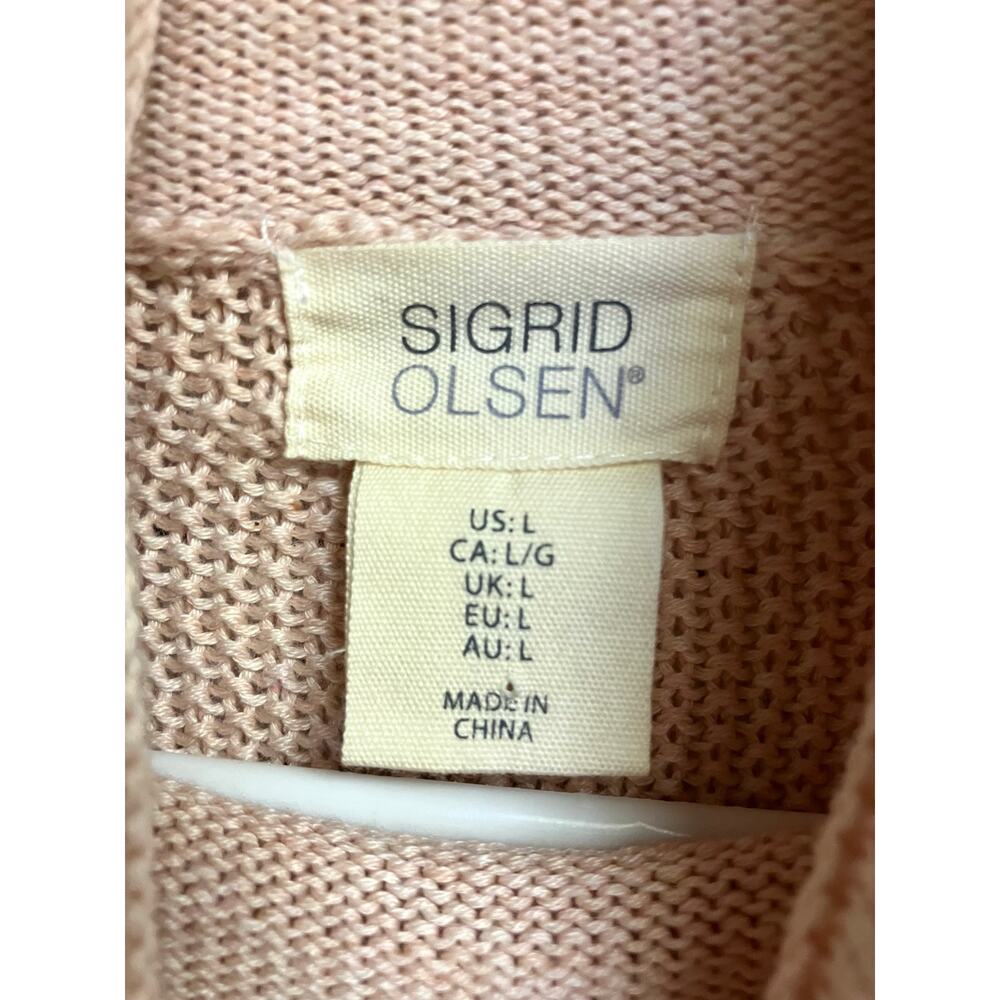 SIGRID
OLSEN®
US: L
CA: L/G
UK: L
EU: L
AU: L
MADE IN
CHINA